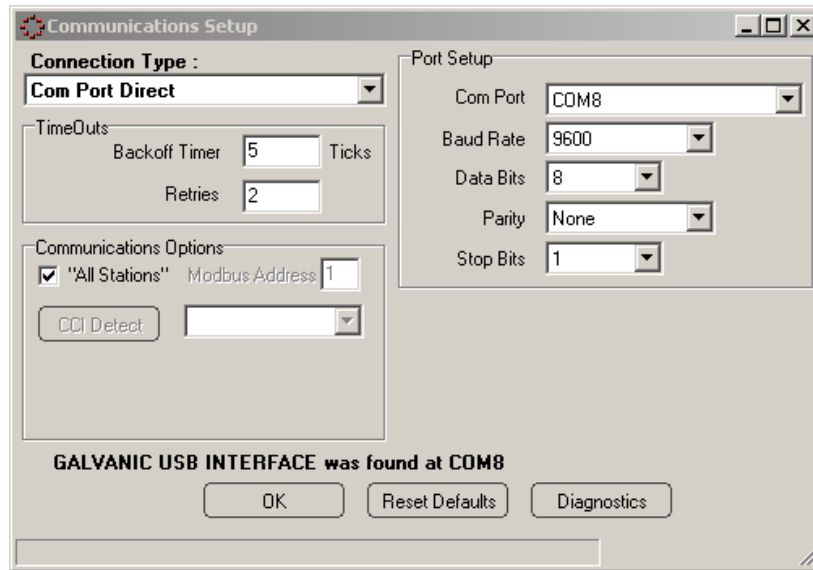 Communications Setup
Connection Type :
Com Port Direct
TimeOuts
Backoff Timer 5 Ticks
Retries 2
Communications Options
"All Stations" Modbus Address 1
CCI Detect
Port Setup
Com Port COM8
Baud Rate 9600
Data Bits 8
Parity None
Stop Bits 1
GALVANIC USB INTERFACE was found at COM8
OK Reset Defaults Diagnostics